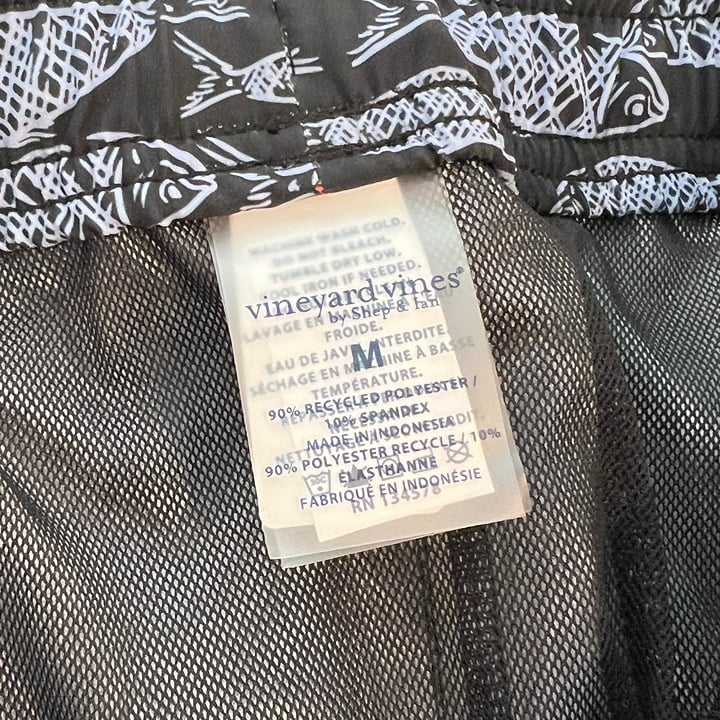 MACHINE WASH COLD.
DO NOT BLEACH.
TUMBLE DRY LOW.
COOL IRON IF NEEDED.
vineyard vines®
by Shep & Ian
LAVAGE EN MACHINE À L'EAU
FROIDE.
M
EAU DE JAVEL INTERDITE.
SÉCHAGE EN MACHINE À BASSE
TEMPÉRATURE.
90% RECYCLED POLYESTER /
10% SPANDEX
MADE IN INDONESIA
90% POLYESTER RECYCLE / 10%
ÉLASTHANNE
FABRIQUÉ EN INDONÉSIE
RN 134578